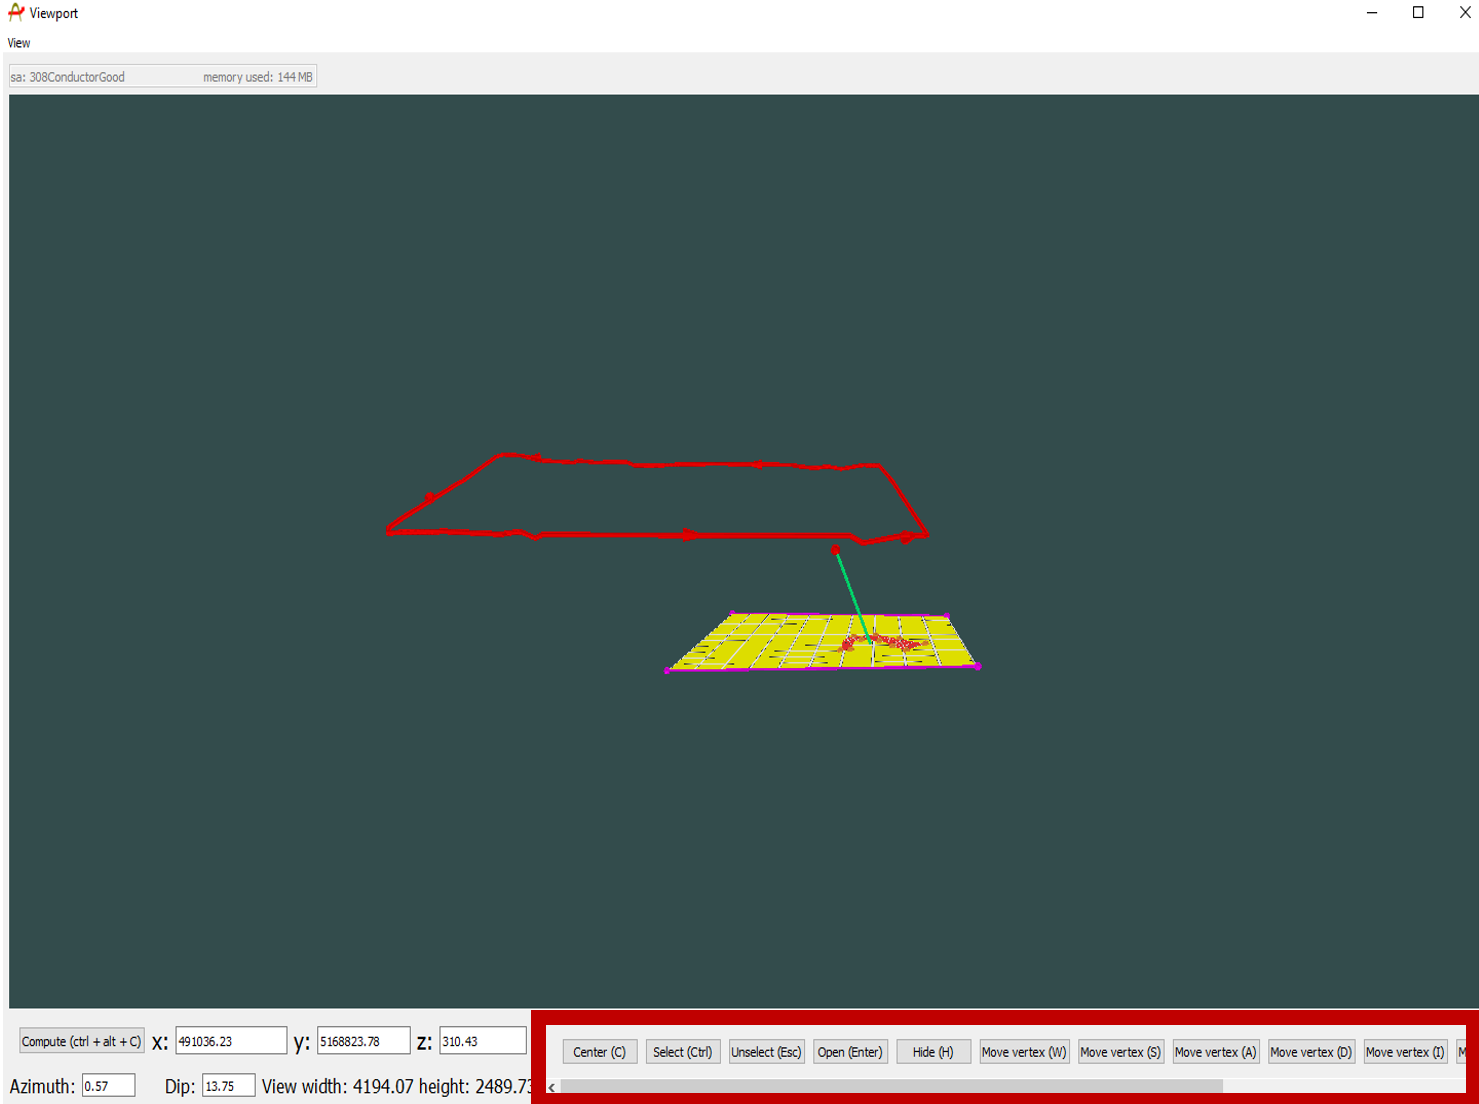 Viewport
View
sa: 308ConductorGood memory used: 144 MB
Compute (ctrl + alt + C) x: 491036.23 y: 5168823.78 z: 310.43
Center (C) Select (Ctrl) Unselect (Esc) Open (Enter) Hide (H) Move vertex (W) Move vertex (S) Move vertex (A) Move vertex (D) Move vertex (I) M
Azimuth: 0.57 Dip: 13.75 View width: 4194.07 height: 2489.73